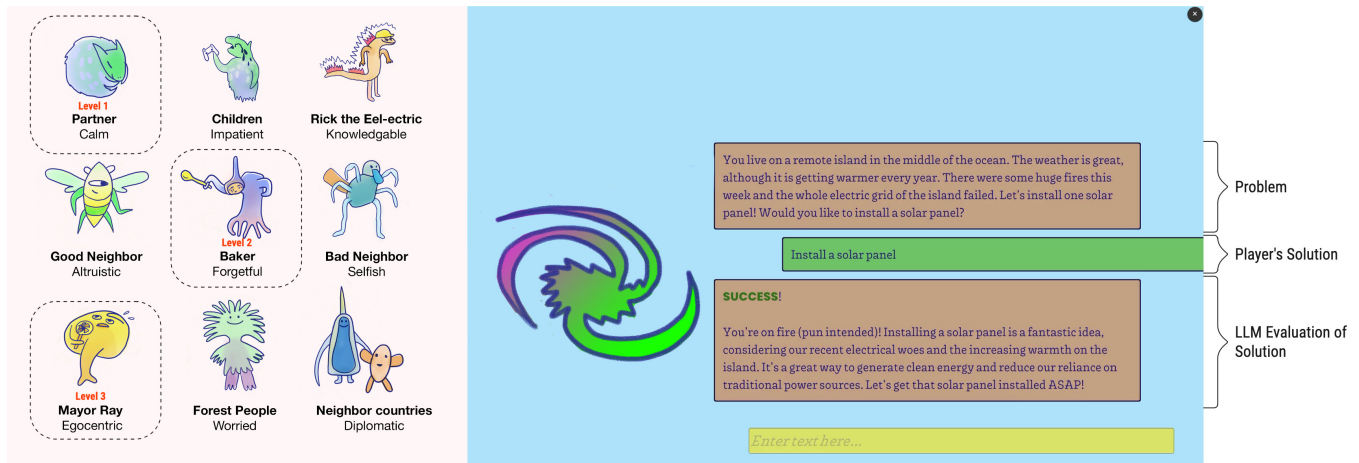 Level 1
Partner
Calm
Children
Impatient
Rick the Eel-ectric
Knowledgable
Good Neighbor
Altruistic
Level 2
Baker
Forgetful
Bad Neighbor
Selfish
Level 3
Mayor Ray
Egocentric
Forest People
Worried
Neighbor countries
Diplomatic
You live on a remote island in the middle of the ocean. The weather is great,
although it is getting warmer every year. There were some huge fires this
week and the whole electric grid of the island failed. Let's install one solar
panel! Would you like to install a solar panel?
Problem
Install a solar panel
Player's Solution
SUCCESS!
You're on fire (pun intended)! Installing a solar panel is a fantastic idea,
considering our recent electrical woes and the increasing warmth on the
island. It's a great way to generate clean energy and reduce our reliance on
traditional power sources. Let's get that solar panel installed ASAP!
LLM Evaluation of
Solution
Enter text here...